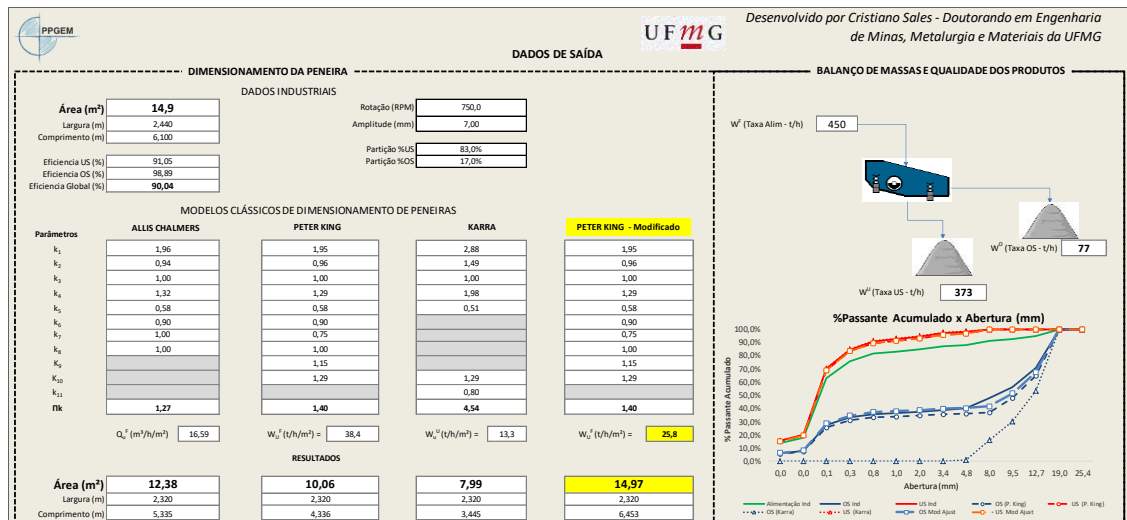 PPGEM
UFmG
Desenvolvido por Cristiano Sales - Doutorando em Engenharia
de Minas, Metalurgia e Materiais da UFMG
DADOS DE SAÍDA
DIMENSIONAMENTO DA PENEIRA
DADOS INDUSTRIAIS
Área (m²) 14,9
Largura (m) 2,440
Comprimento (m) 6,100
Rotação (RPM) 750,0
Amplitude (mm) 7,00
Partição %US 83,0%
Partição %OS 17,0%
Eficiencia US (%) 91,05
Eficiencia OS (%) 98,89
Eficiencia Global (%) 90,04
MODELOS CLÁSSICOS DE DIMENSIONAMENTO DE PENEIRAS
Parâmetros ALLIS CHALMERS PETER KING KARRA PETER KING - Modificado
k₁ 1,96 1,95 2,88 1,95
k₂ 0,94 0,96 1,49 0,96
k₃ 1,00 1,00 1,00 1,00
k₄ 1,32 1,29 1,98 1,29
k₅ 0,58 0,58 0,51 0,58
k₆ 0,90 0,90 0,90
k₇ 1,00 0,75 0,75
k₈ 1,00 1,00 1,00
K₉ 1,15 1,15
K₁₀ 1,29 1,29 1,29
k₁₁ 0,80
Πk 1,27 1,40 4,54 1,40
Qᵤᶠ (m³/h/m²) 16,59 Wᵤᶠ (t/h/m²) = 38,4 Wᵤᵁ (t/h/m²) = 13,3 Wᵤᶠ (t/h/m²) = 25,8
RESULTADOS
Área (m²) 12,38 10,06 7,99 14,97
Largura (m) 2,320 2,320 2,320 2,320
Comprimento (m) 5,335 4,336 3,445 6,453
BALANÇO DE MASSAS E QUALIDADE DOS PRODUTOS
Wᶠ (Taxa Alim - t/h) 450
Wᴼ (Taxa OS - t/h) 77
Wᵁ (Taxa US - t/h) 373
%Passante Acumulado x Abertura (mm)
% Passante Acumulado
100,0%
90,0%
80,0%
70,0%
60,0%
50,0%
40,0%
30,0%
20,0%
10,0%
0,0%
0,0 0,0 0,1 0,3 0,8 1,0 2,0 3,4 4,8 8,0 9,5 12,7 19,0 25,4
Abertura (mm)
Alimentação Ind OS Ind US Ind OS (P. King) US (P. King)
OS (Karra) US (Karra) OS Mod Ajust US Mod Ajust